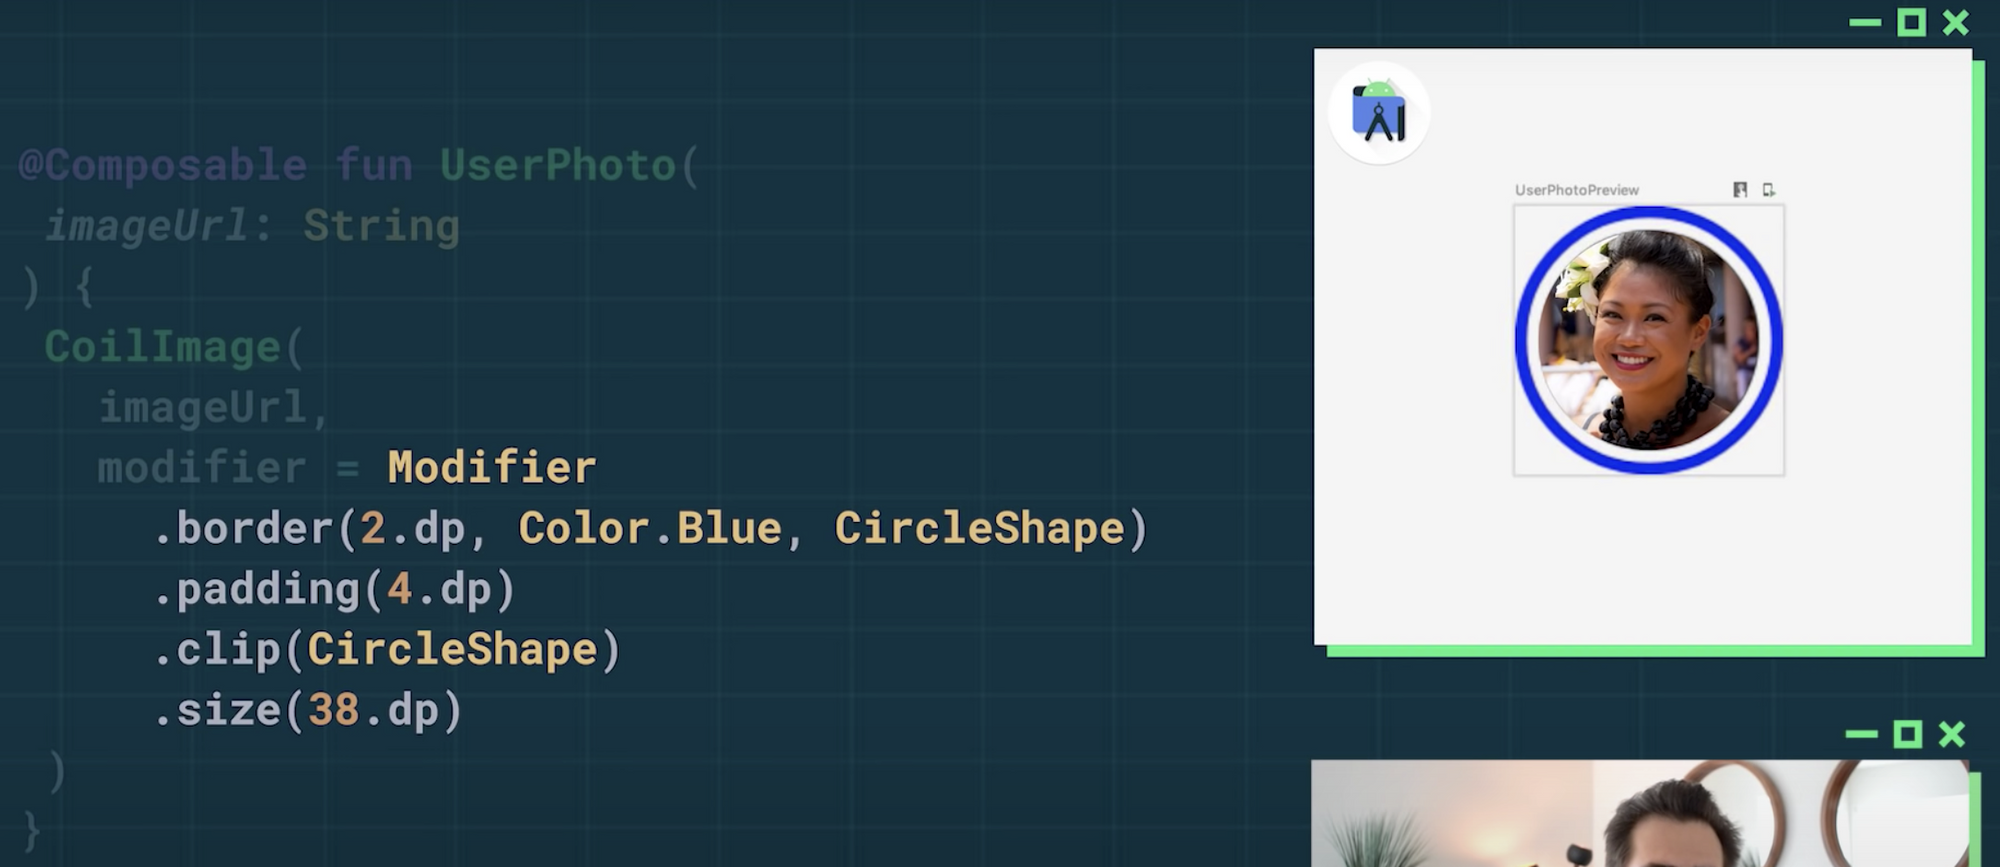 @Composable fun UserPhoto(
imageUrl: String
) {
CoilImage(
imageUrl,
modifier = Modifier
.border(2.dp, Color.Blue, CircleShape)
.padding(4.dp)
.clip(CircleShape)
.size(38.dp)
)
}
UserPhotoPreview